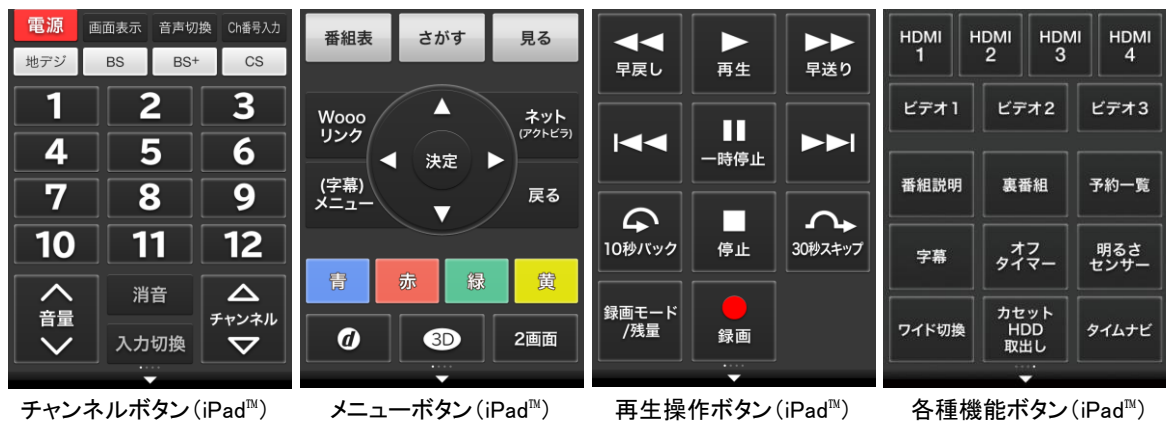 電源 画面表示 音声切換 Ch番号入力
地デジ BS BS+ CS
1 2 3
4 5 6
7 8 9
10 11 12
音量 消音 チャンネル
入力切換
チャンネルボタン（iPad™）
番組表 さがす 見る
Wooo
リンク
ネット
(アクトビラ)
決定
(字幕)
メニュー
戻る
青 赤 緑 黄
d 3D 2画面
メニューボタン（iPad™）
早戻し 再生 早送り
一時停止
10秒バック 停止 30秒スキップ
録画モード
/残量
録画
再生操作ボタン（iPad™）
HDMI
1
HDMI
2
HDMI
3
HDMI
4
ビデオ1 ビデオ2 ビデオ3
番組説明 裏番組 予約一覧
字幕
オフ
タイマー
明るさ
センサー
ワイド切換
カセット
HDD
取出し
タイムナビ
各種機能ボタン（iPad™）